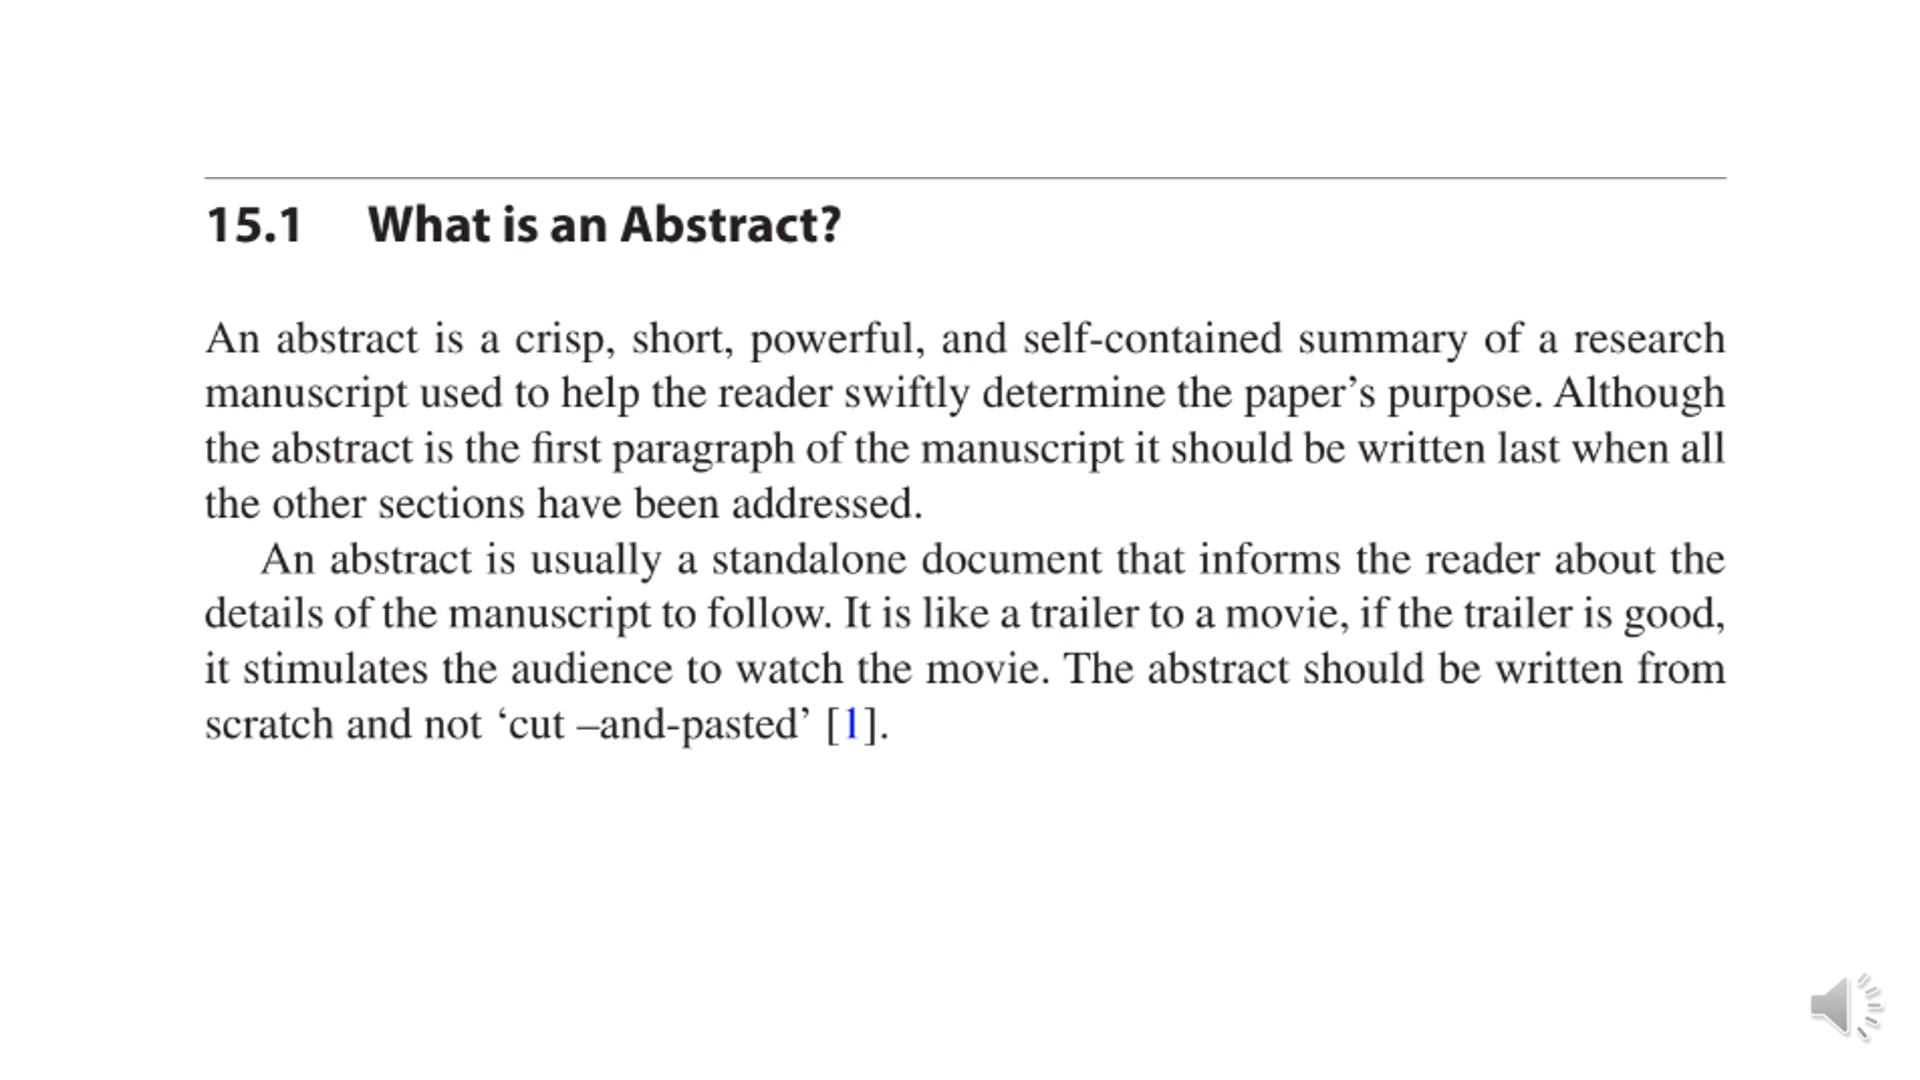 15.1 What is an Abstract?
An abstract is a crisp, short, powerful, and self-contained summary of a research
manuscript used to help the reader swiftly determine the paper’s purpose. Although
the abstract is the first paragraph of the manuscript it should be written last when all
the other sections have been addressed.
An abstract is usually a standalone document that informs the reader about the
details of the manuscript to follow. It is like a trailer to a movie, if the trailer is good,
it stimulates the audience to watch the movie. The abstract should be written from
scratch and not ‘cut –and-pasted’ [1].